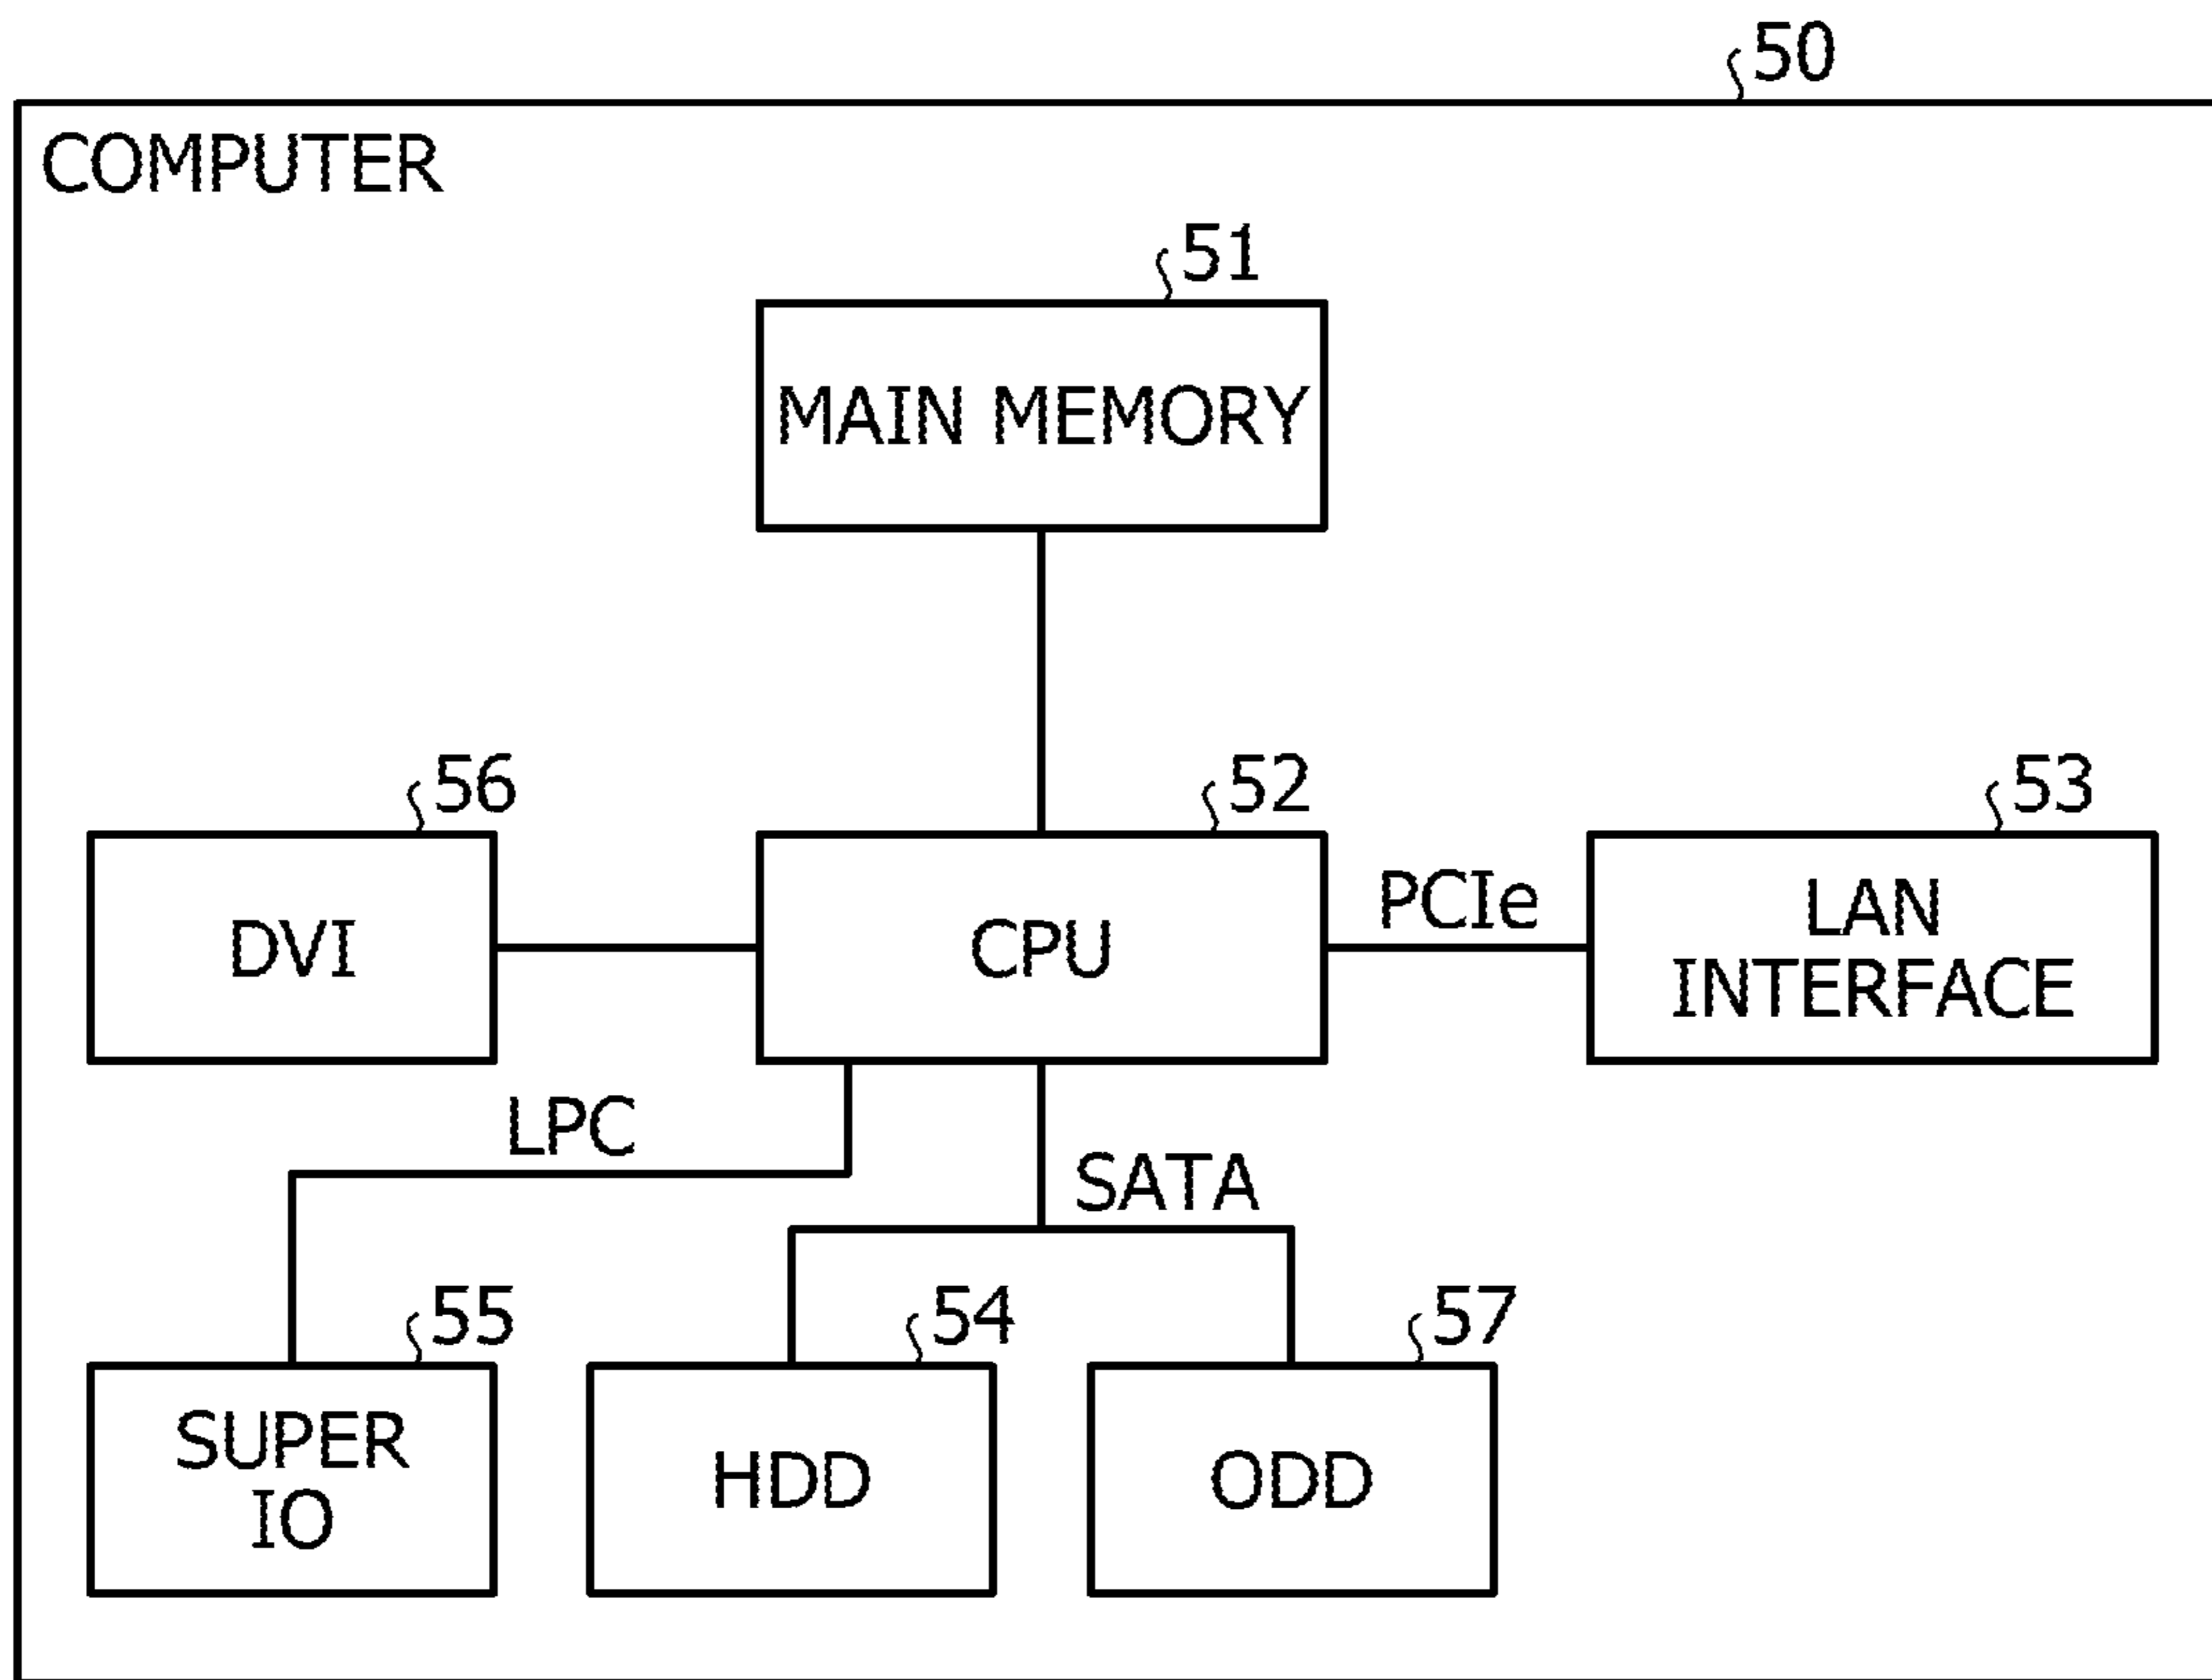 50
COMPUTER
51
MAIN MEMORY
56
52
53
DVI
CPU
PCIe
LAN
INTERFACE
LPC
SATA
55
54
57
SUPER
IO
HDD
ODD